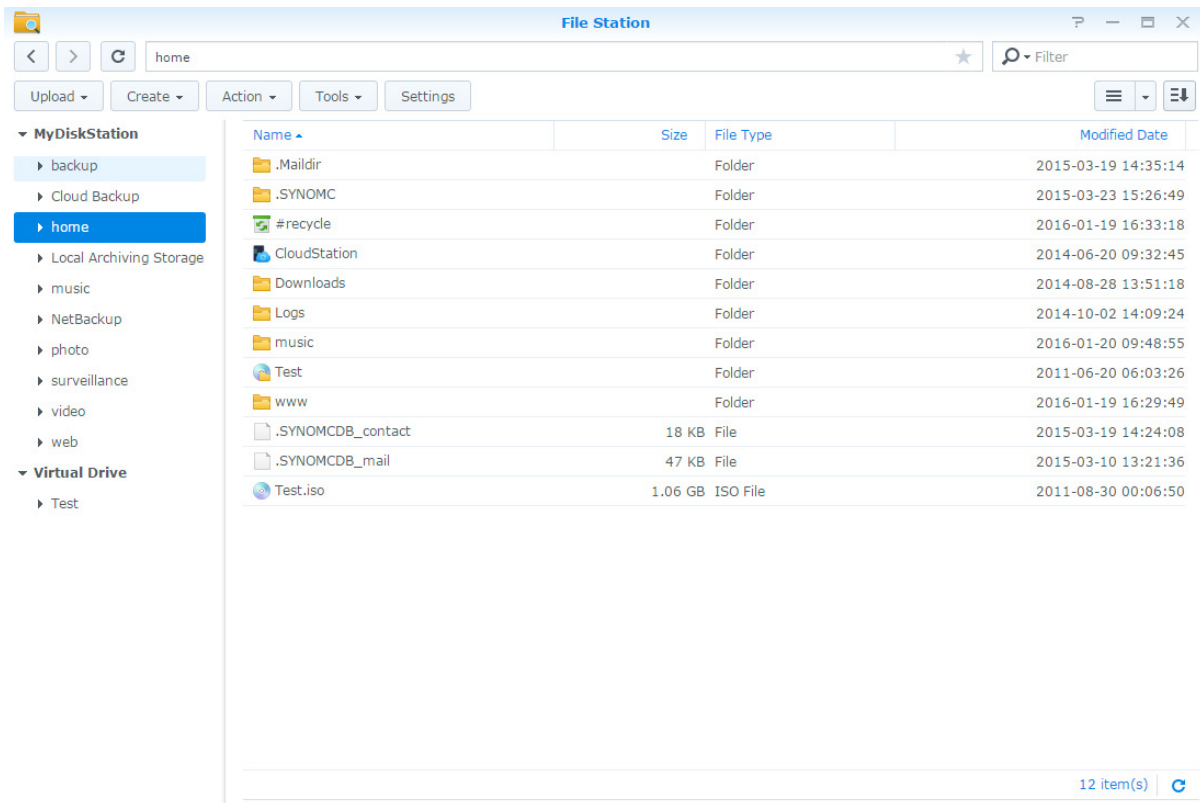 File Station
home
Filter
Upload Create Action Tools Settings
MyDiskStation
backup
Cloud Backup
home
Local Archiving Storage
music
NetBackup
photo
surveillance
video
web
Virtual Drive
Test
Name Size File Type Modified Date
.Maildir Folder 2015-03-19 14:35:14
.SYNOMC Folder 2015-03-23 15:26:49
#recycle Folder 2016-01-19 16:33:18
CloudStation Folder 2014-06-20 09:32:45
Downloads Folder 2014-08-28 13:51:18
Logs Folder 2014-10-02 14:09:24
music Folder 2016-01-20 09:48:55
Test Folder 2011-06-20 06:03:26
www Folder 2016-01-19 16:29:49
.SYNOMCDB_contact 18 KB File 2015-03-19 14:24:08
.SYNOMCDB_mail 47 KB File 2015-03-10 13:21:36
Test.iso 1.06 GB ISO File 2011-08-30 00:06:50
12 item(s)